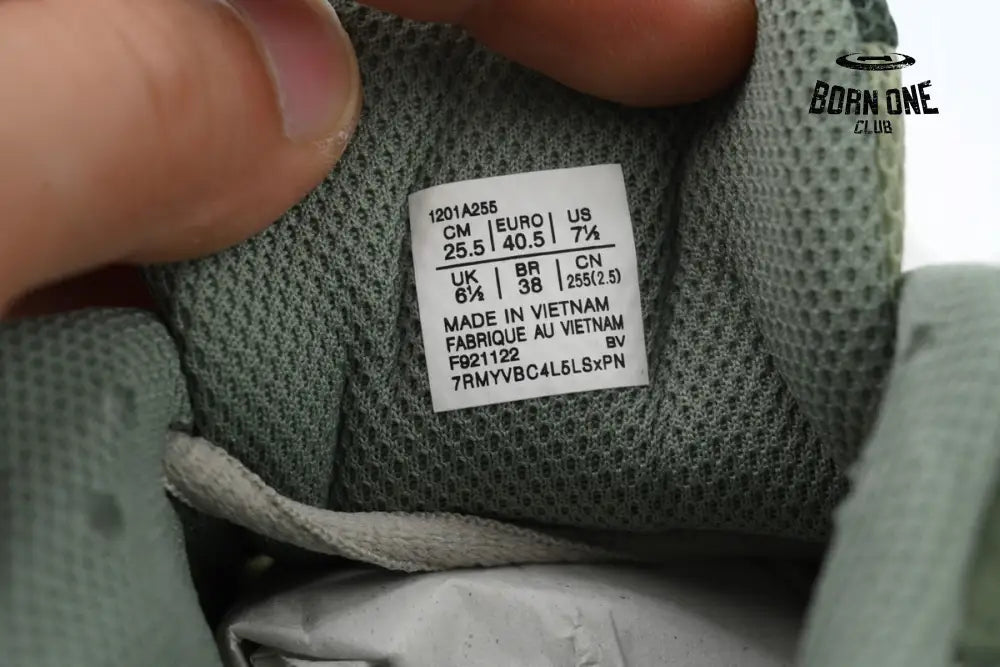 BORN ONE
CLUB
1201A255
CM | EURO | US
25.5 | 40.5 | 7½
UK | BR | CN
6½ | 38 | 255(2.5)
MADE IN VIETNAM
FABRIQUE AU VIETNAM
F921122 BV
7RMYVBC4L5LSxPN